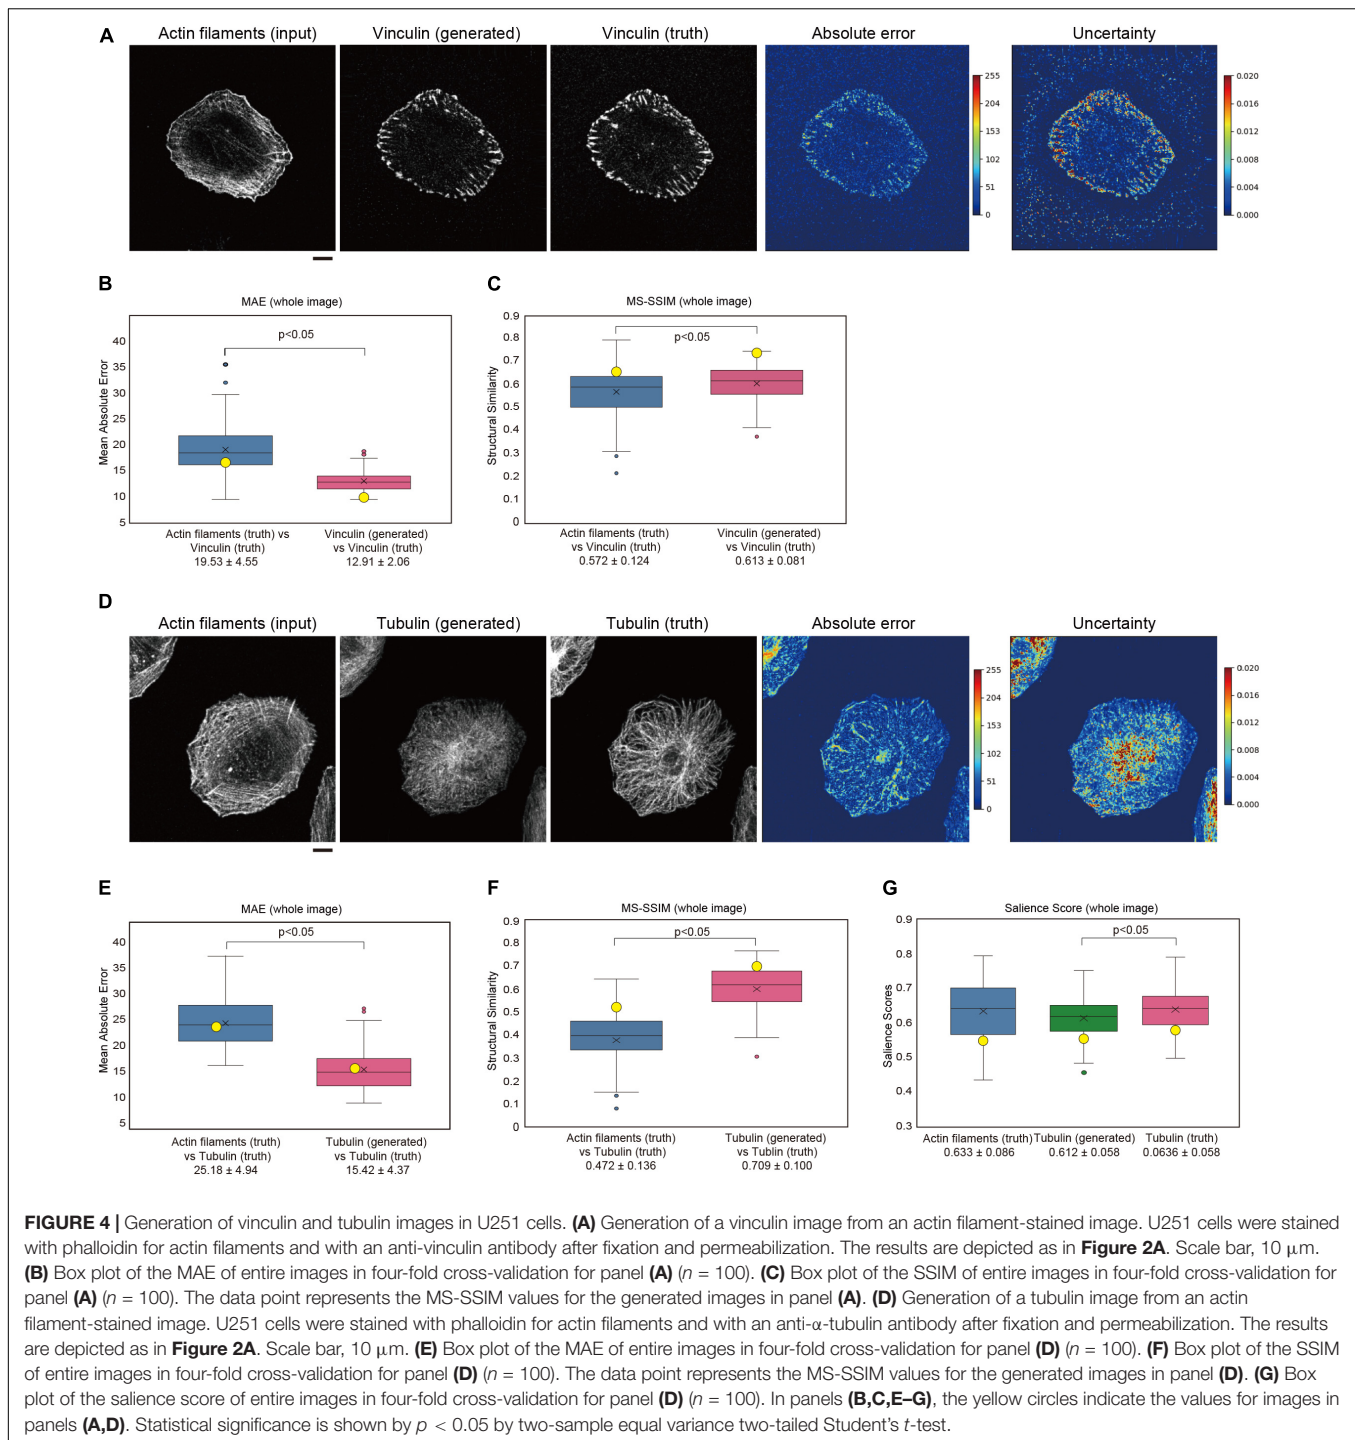 A
Actin filaments (input)
Vinculin (generated)
Vinculin (truth)
Absolute error
Uncertainty
255
204
153
102
51
0
0.020
0.016
0.012
0.008
0.004
0.000
B
MAE (whole image)
p<0.05
Mean Absolute Error
40
35
30
25
20
15
10
5
Actin filaments (truth) vs
Vinculin (truth)
19.53 ± 4.55
Vinculin (generated)
vs Vinculin (truth)
12.91 ± 2.06
C
MS-SSIM (whole image)
p<0.05
Structural Similarity
0.9
0.8
0.7
0.6
0.5
0.4
0.3
0.2
0.1
0
Actin filaments (truth)
vs Vinculin (truth)
0.572 ± 0.124
Vinculin (generated)
vs Vinculin (truth)
0.613 ± 0.081
D
Actin filaments (input)
Tubulin (generated)
Tubulin (truth)
Absolute error
Uncertainty
255
204
153
102
51
0
0.020
0.016
0.012
0.008
0.004
0.000
E
MAE (whole image)
p<0.05
Mean Absolute Error
40
35
30
25
20
15
10
5
Actin filaments (truth)
vs Tubulin (truth)
25.18 ± 4.94
Tubulin (generated)
vs Tubulin (truth)
15.42 ± 4.37
F
MS-SSIM (whole image)
p<0.05
Structural Similarity
0.9
0.8
0.7
0.6
0.5
0.4
0.3
0.2
0.1
0
Actin filaments (truth)
vs Tubulin (truth)
0.472 ± 0.136
Tubulin (generated)
vs Tublin (truth)
0.709 ± 0.100
G
Salience Score (whole image)
p<0.05
Salience Scores
0.9
0.8
0.7
0.6
0.5
0.4
0.3
Actin filaments (truth)
0.633 ± 0.086
Tubulin (generated)
0.612 ± 0.058
Tubulin (truth)
0.0636 ± 0.058
FIGURE 4 | Generation of vinculin and tubulin images in U251 cells. (A) Generation of a vinculin image from an actin filament-stained image. U251 cells were stained
with phalloidin for actin filaments and with an anti-vinculin antibody after fixation and permeabilization. The results are depicted as in Figure 2A. Scale bar, 10 μm.
(B) Box plot of the MAE of entire images in four-fold cross-validation for panel (A) (n = 100). (C) Box plot of the SSIM of entire images in four-fold cross-validation for
panel (A) (n = 100). The data point represents the MS-SSIM values for the generated images in panel (A). (D) Generation of a tubulin image from an actin
filament-stained image. U251 cells were stained with phalloidin for actin filaments and with an anti-α-tubulin antibody after fixation and permeabilization. The results
are depicted as in Figure 2A. Scale bar, 10 μm. (E) Box plot of the MAE of entire images in four-fold cross-validation for panel (D) (n = 100). (F) Box plot of the SSIM
of entire images in four-fold cross-validation for panel (D) (n = 100). The data point represents the MS-SSIM values for the generated images in panel (D). (G) Box
plot of the salience score of entire images in four-fold cross-validation for panel (D) (n = 100). In panels (B,C,E–G), the yellow circles indicate the values for images in
panels (A,D). Statistical significance is shown by p < 0.05 by two-sample equal variance two-tailed Student's t-test.